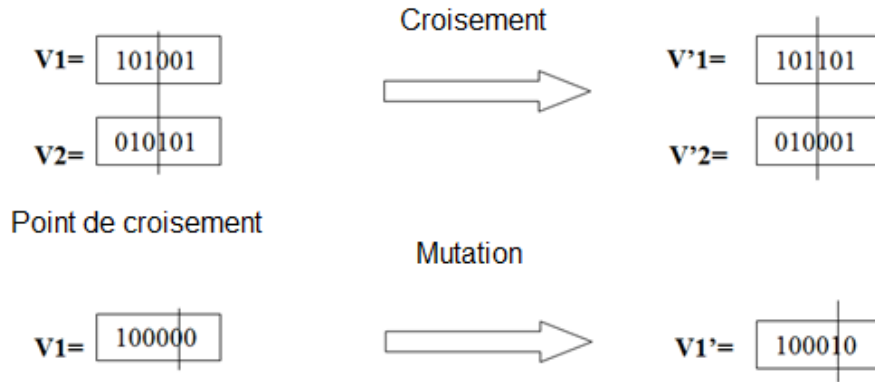 Croisement
V1= 101001
V'1= 101101
V2= 010101
V'2= 010001
Point de croisement
Mutation
V1= 100000
V1'= 100010